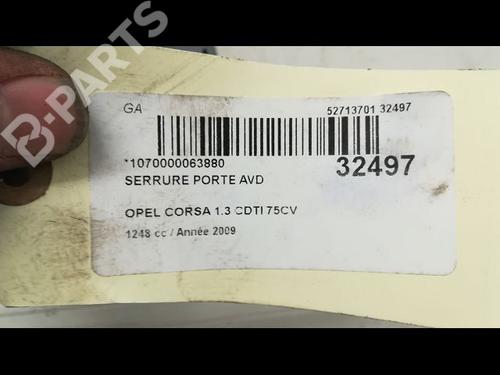 GA
52713701 32497
*1070000063880
32497
SERRURE PORTE AVD
OPEL CORSA 1.3 CDTI 75CV
1248 cc / Année 2009
B-PARTS